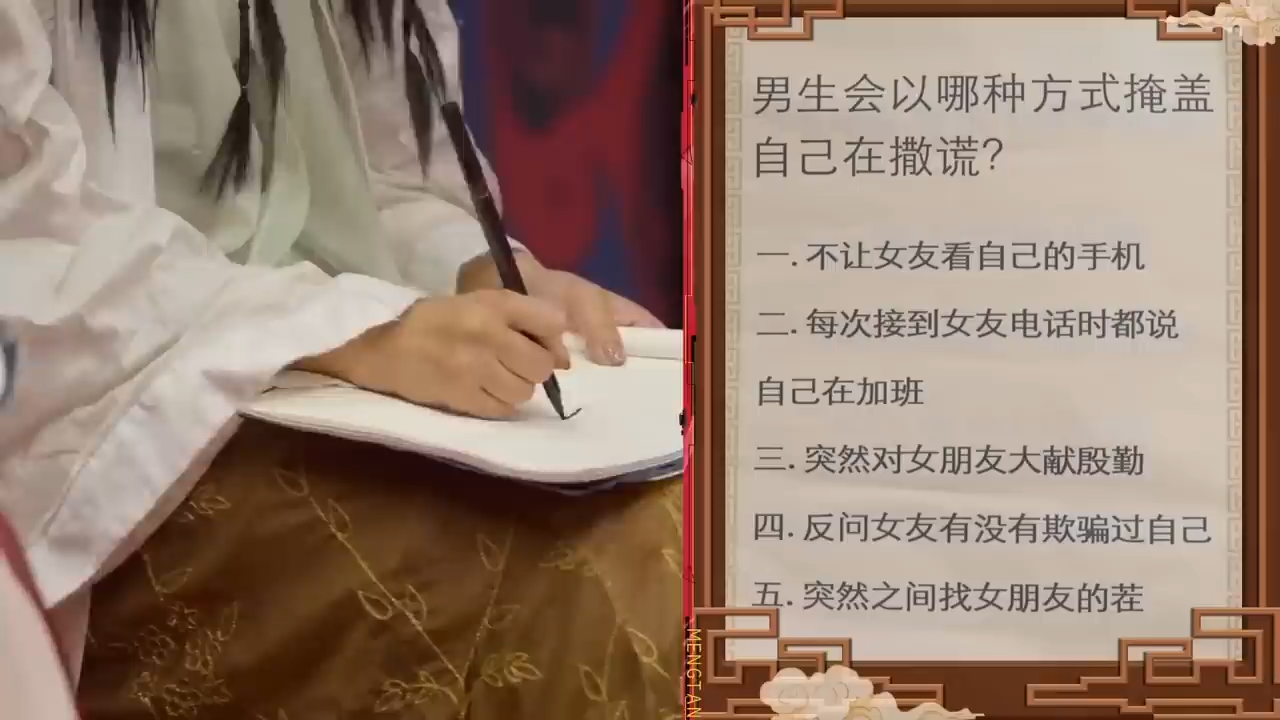 男生会以哪种方式掩盖
自己在撒谎?
一.不让女友看自己的手机
二.每次接到女友电话时都说
自己在加班
三.突然对女朋友大献殷勤
四.反问女友有没有欺骗过自己
五.突然之间找女朋友的茬
MENGTAN